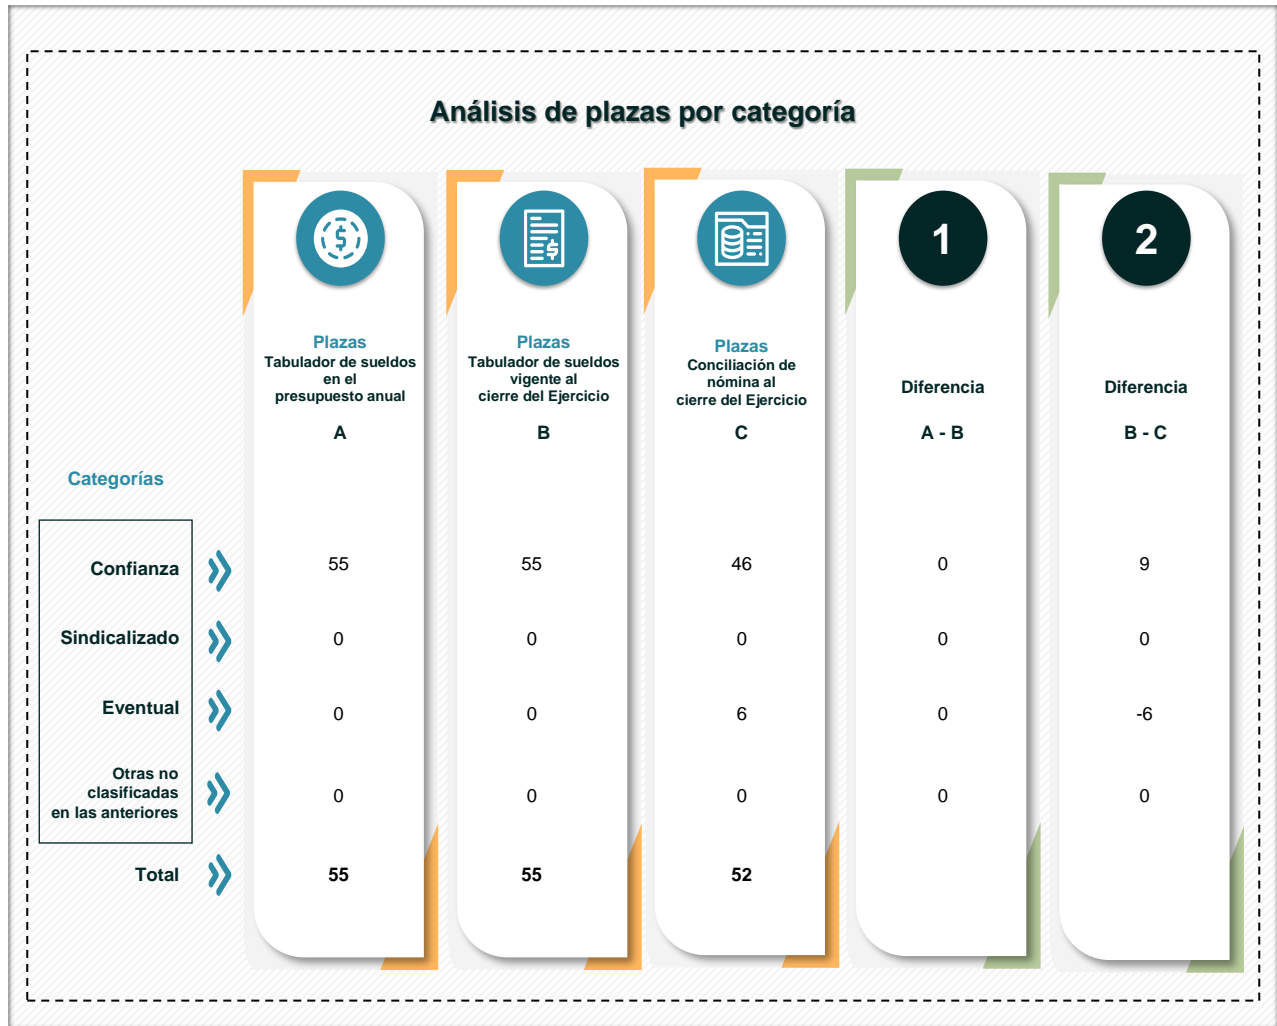 Análisis de plazas por categoría
$
$
1
2
Plazas
Tabulador de sueldos
en el
presupuesto anual
A
Plazas
Tabulador de sueldos
vigente al
cierre del Ejercicio
B
Plazas
Conciliación de
nómina al
cierre del Ejercicio
C
Diferencia
A - B
Diferencia
B - C
Categorías
Confianza 55 55 46 0 9
Sindicalizado 0 0 0 0 0
Eventual 0 0 6 0 -6
Otras no
clasificadas
en las anteriores 0 0 0 0 0
Total 55 55 52